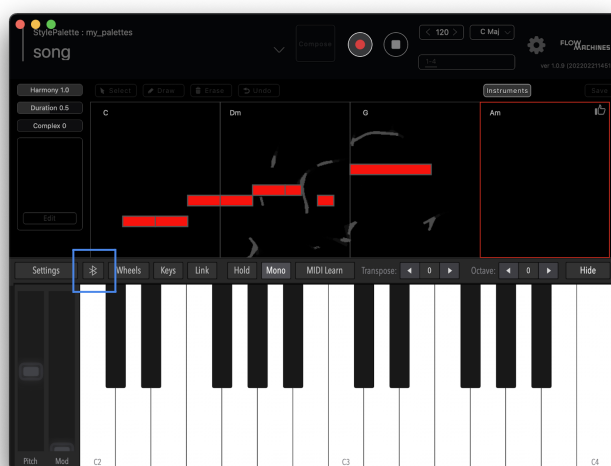 StylePalette : my_palettes
song
Compose
120
C Maj
1-4
FLOW MACHINES
ver 1.0.9 (202202211451
Harmony 1.0
Duration 0.5
Complex 0
Edit
Select
Draw
Erase
Undo
Instruments
Save
C
Dm
G
Am
Settings
Wheels
Keys
Link
Hold
Mono
MIDI Learn
Transpose:
0
Octave:
0
Hide
Pitch
Mod
C2
C3
C4